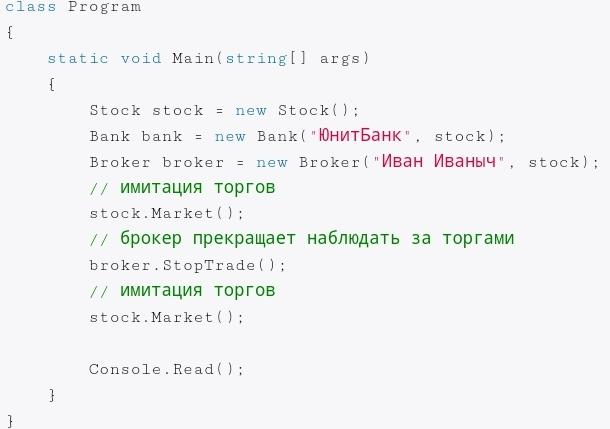 class Program
{
    static void Main(string[] args)
    {
        Stock stock = new Stock();
        Bank bank = new Bank("ЮнитБанк", stock);
        Broker broker = new Broker("Иван Иваныч", stock);
        // имитация торгов
        stock.Market();
        // брокер прекращает наблюдать за торгами
        broker.StopTrade();
        // имитация торгов
        stock.Market();

        Console.Read();
    }
}